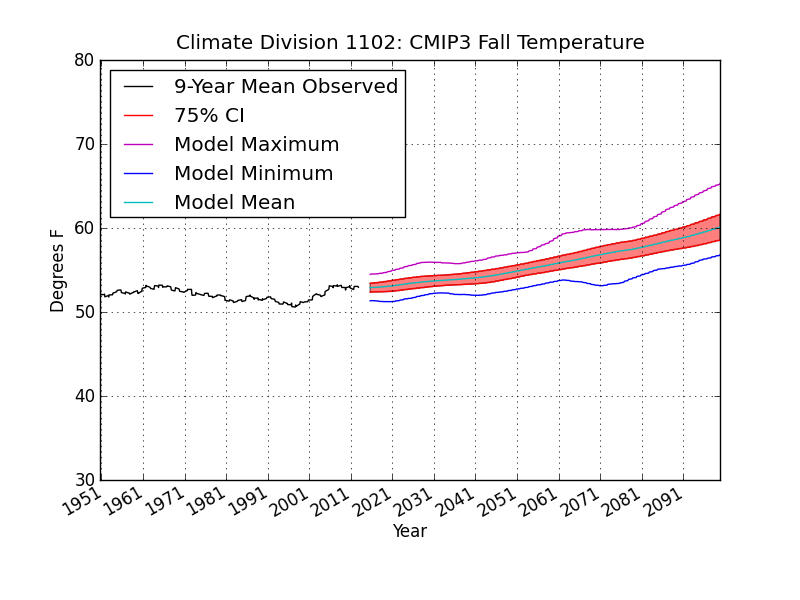 Climate Division 1102: CMIP3 Fall Temperature
80
70
60
50
40
30
Degrees F
9-Year Mean Observed
75% CI
Model Maximum
Model Minimum
Model Mean
1951
1961
1971
1981
1991
2001
2011
2021
2031
2041
2051
2061
2071
2081
2091
Year